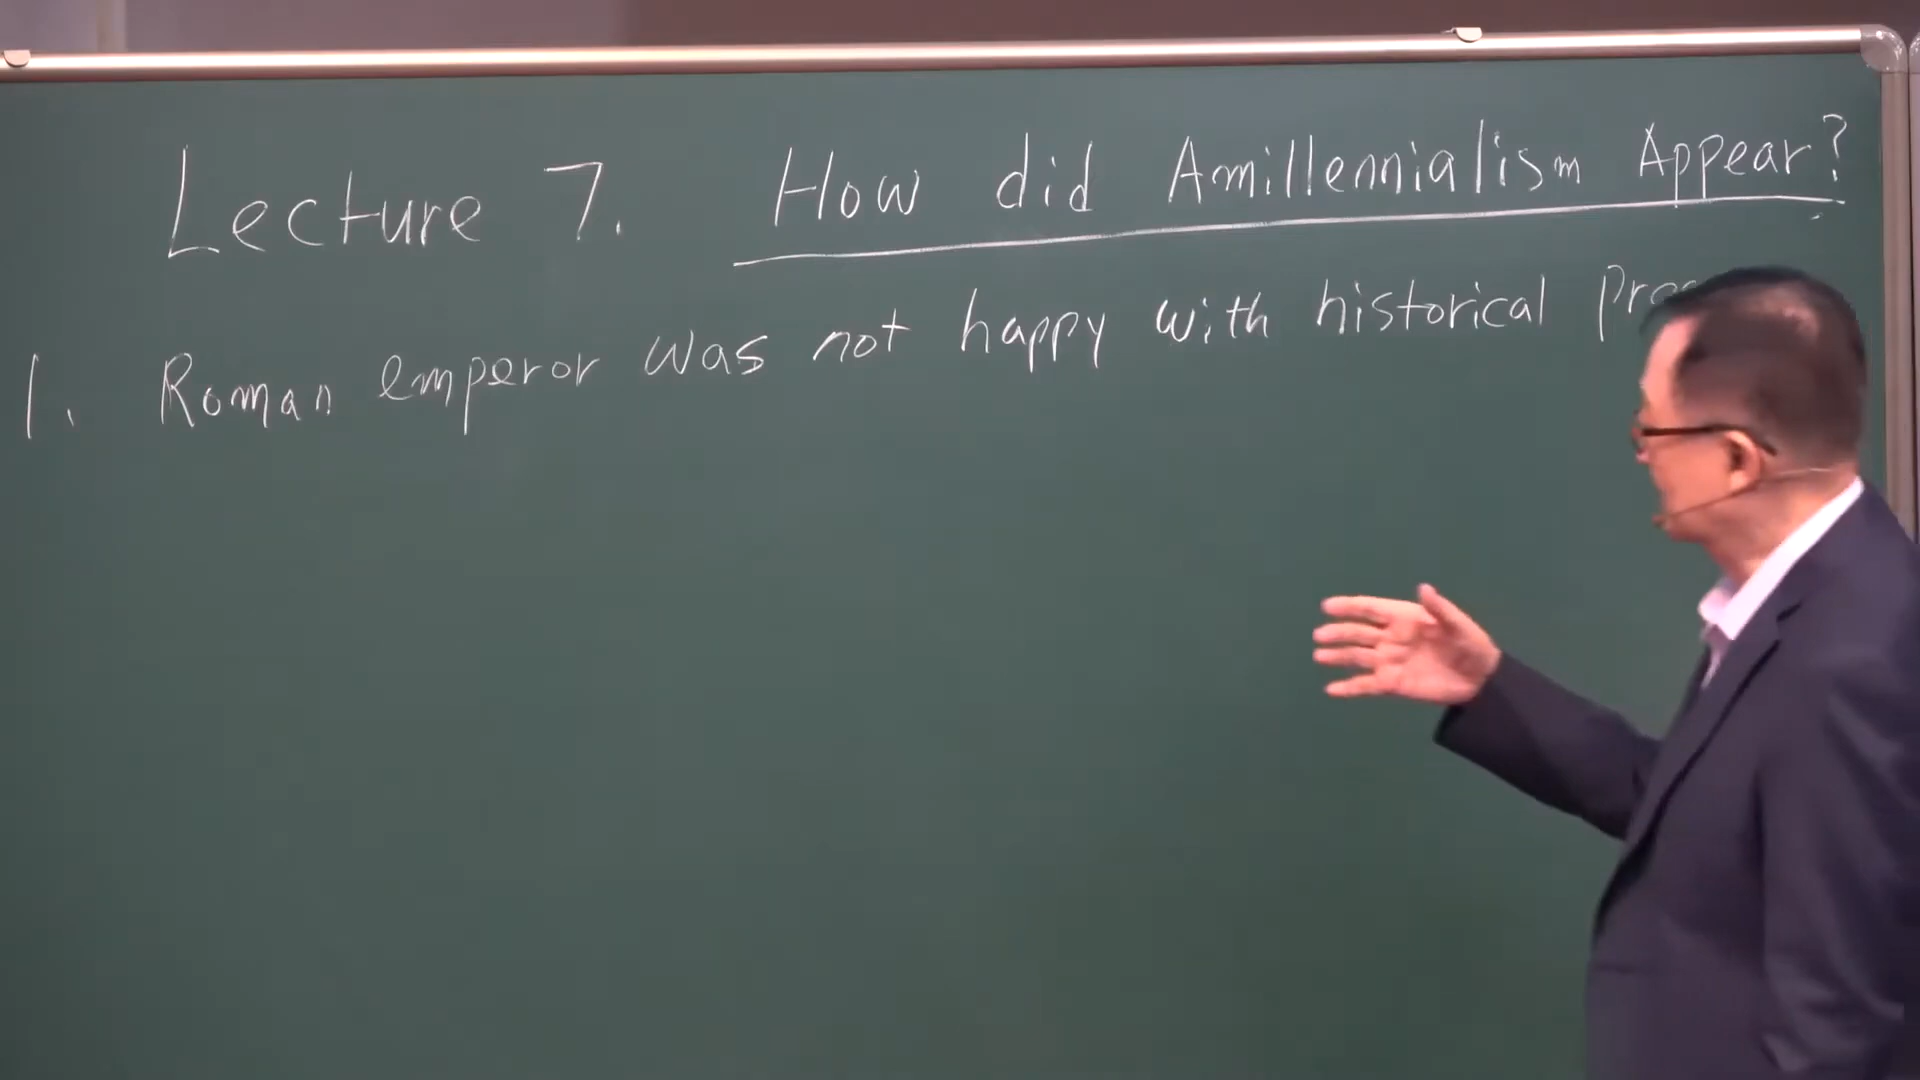 Lecture 7. How did Amillennialism Appear?
1. Roman emperor was not happy with historical